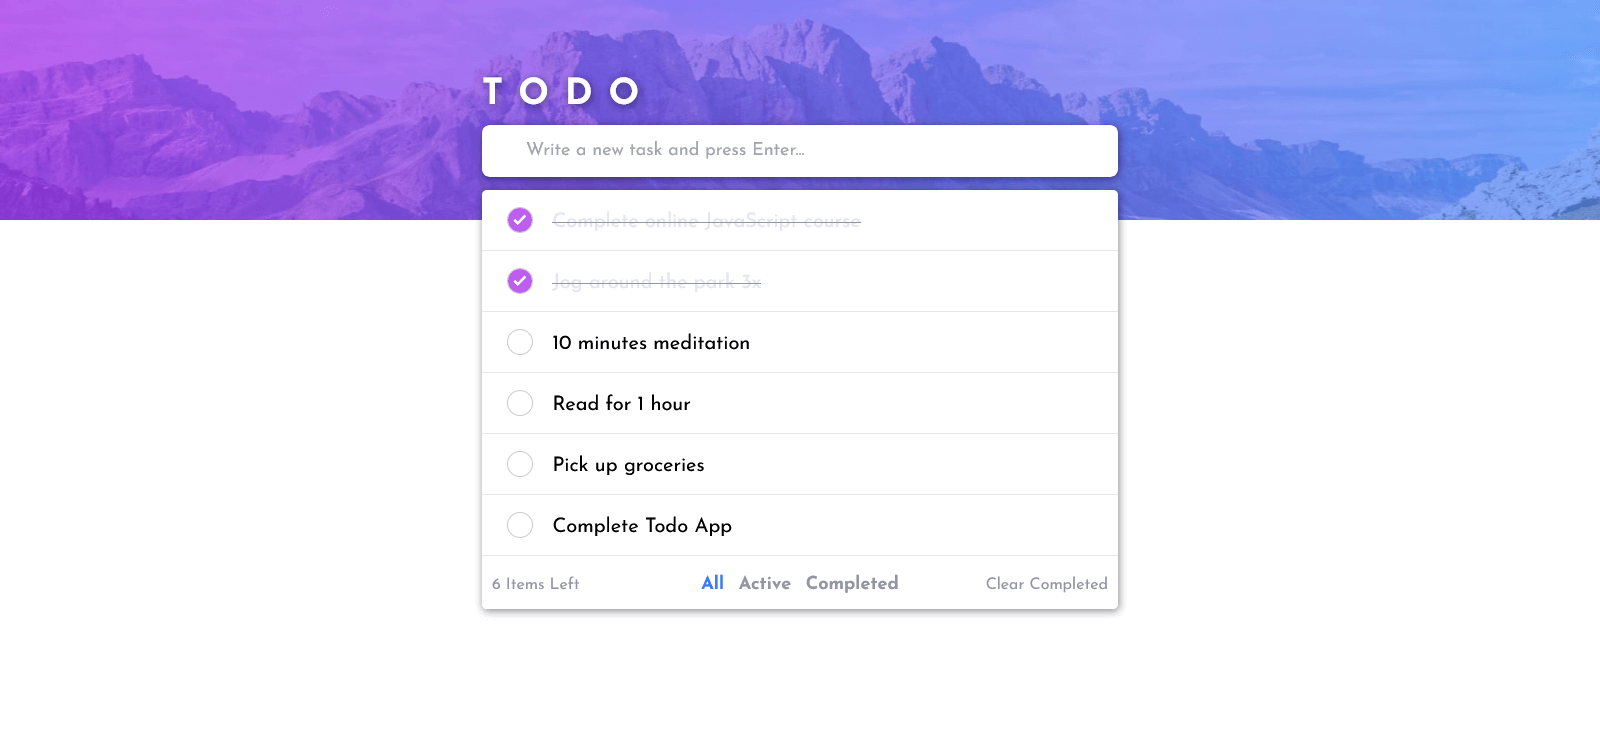 TODO
Write a new task and press Enter...
Complete online JavaScript course
Jog around the park 3x
10 minutes meditation
Read for 1 hour
Pick up groceries
Complete Todo App
6 Items Left All Active Completed Clear Completed